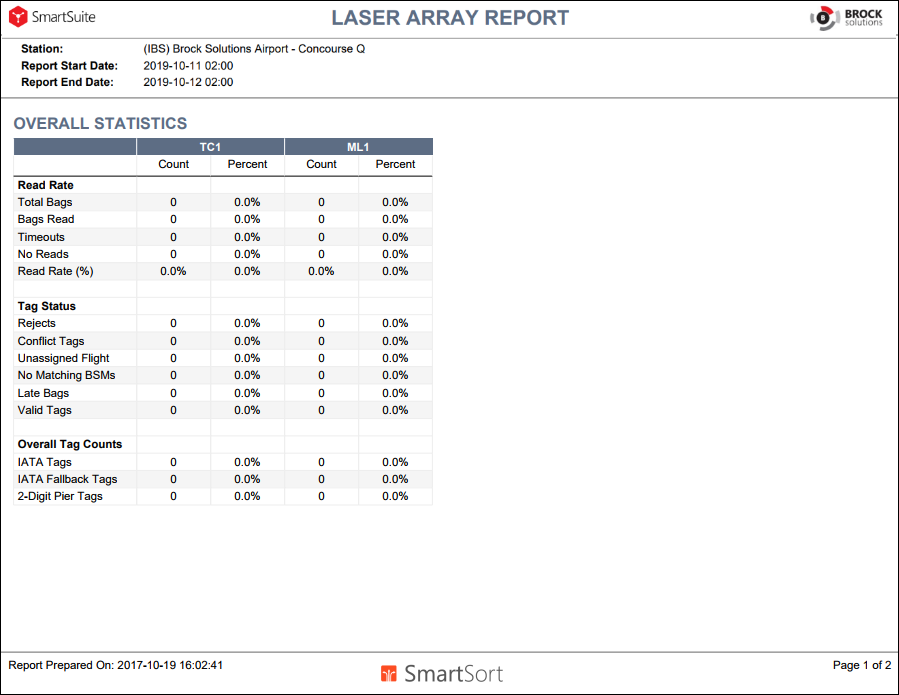 SmartSuite
LASER ARRAY REPORT
BROCK
solutions
Station: (IBS) Brock Solutions Airport - Concourse Q
Report Start Date: 2019-10-11 02:00
Report End Date: 2019-10-12 02:00
OVERALL STATISTICS
TC1 ML1
Count Percent Count Percent
Read Rate
Total Bags 0 0.0% 0 0.0%
Bags Read 0 0.0% 0 0.0%
Timeouts 0 0.0% 0 0.0%
No Reads 0 0.0% 0 0.0%
Read Rate (%) 0.0% 0.0% 0.0% 0.0%
Tag Status
Rejects 0 0.0% 0 0.0%
Conflict Tags 0 0.0% 0 0.0%
Unassigned Flight 0 0.0% 0 0.0%
No Matching BSMs 0 0.0% 0 0.0%
Late Bags 0 0.0% 0 0.0%
Valid Tags 0 0.0% 0 0.0%
Overall Tag Counts
IATA Tags 0 0.0% 0 0.0%
IATA Fallback Tags 0 0.0% 0 0.0%
2-Digit Pier Tags 0 0.0% 0 0.0%
Report Prepared On: 2017-10-19 16:02:41
SmartSort
Page 1 of 2